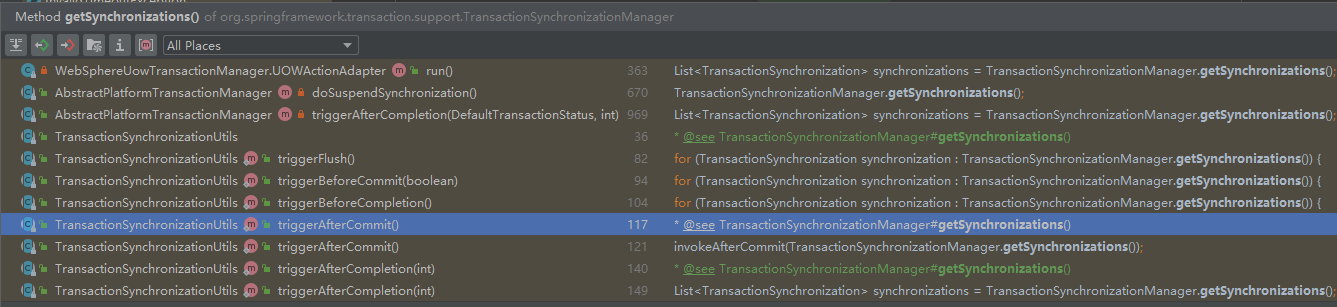 Method getSynchronizations() of org.springframework.transaction.support.TransactionSynchronizationManager
All Places
WebSphereUowTransactionManager.UOWActionAdapter run() 363 List<TransactionSynchronization> synchronizations = TransactionSynchronizationManager.getSynchronizations();
AbstractPlatformTransactionManager doSuspendSynchronization() 670 TransactionSynchronizationManager.getSynchronizations();
AbstractPlatformTransactionManager triggerAfterCompletion(DefaultTransactionStatus, int) 969 List<TransactionSynchronization> synchronizations = TransactionSynchronizationManager.getSynchronizations();
TransactionSynchronizationUtils 36 * @see TransactionSynchronizationManager#getSynchronizations()
TransactionSynchronizationUtils triggerFlush() 82 for (TransactionSynchronization synchronization : TransactionSynchronizationManager.getSynchronizations()) {
TransactionSynchronizationUtils triggerBeforeCommit(boolean) 94 for (TransactionSynchronization synchronization : TransactionSynchronizationManager.getSynchronizations()) {
TransactionSynchronizationUtils triggerBeforeCompletion() 104 for (TransactionSynchronization synchronization : TransactionSynchronizationManager.getSynchronizations()) {
TransactionSynchronizationUtils triggerAfterCommit() 117 * @see TransactionSynchronizationManager#getSynchronizations()
TransactionSynchronizationUtils triggerAfterCommit() 121 invokeAfterCommit(TransactionSynchronizationManager.getSynchronizations());
TransactionSynchronizationUtils triggerAfterCompletion(int) 140 * @see TransactionSynchronizationManager#getSynchronizations()
TransactionSynchronizationUtils triggerAfterCompletion(int) 149 List<TransactionSynchronization> synchronizations = TransactionSynchronizationManager.getSynchronizations();